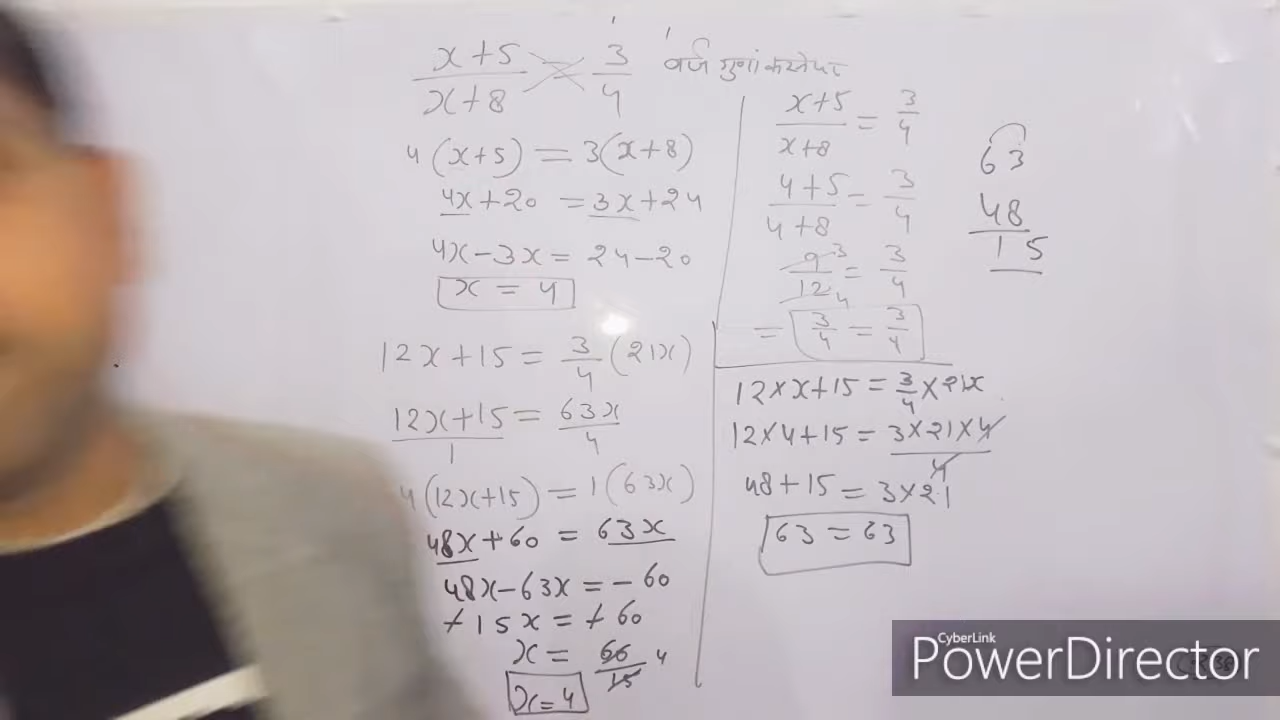 x+5 / x+8 3/4
4(x+5) = 3(x+8)
4x+20 = 3x+24
4x-3x = 24-20
x = 4
12x+15 = 3/4 (21x)
12x+15 / 1 = 63x / 4
4(12x+15) = 1(63x)
48x+60 = 63x
48x-63x = -60
-15x = -60
x = 60/15 4
x = 4
x+5 / x+8 = 3/4
4+5 / 4+8 = 3/4
9 3 / 12 4 = 3/4
= 3/4 = 3/4
12×x+15 = 3/4 ×21x
12×4+15 = 3×21×4 / 4
48+15 = 3×21
63 = 63
63
48
15
CyberLink
PowerDirector